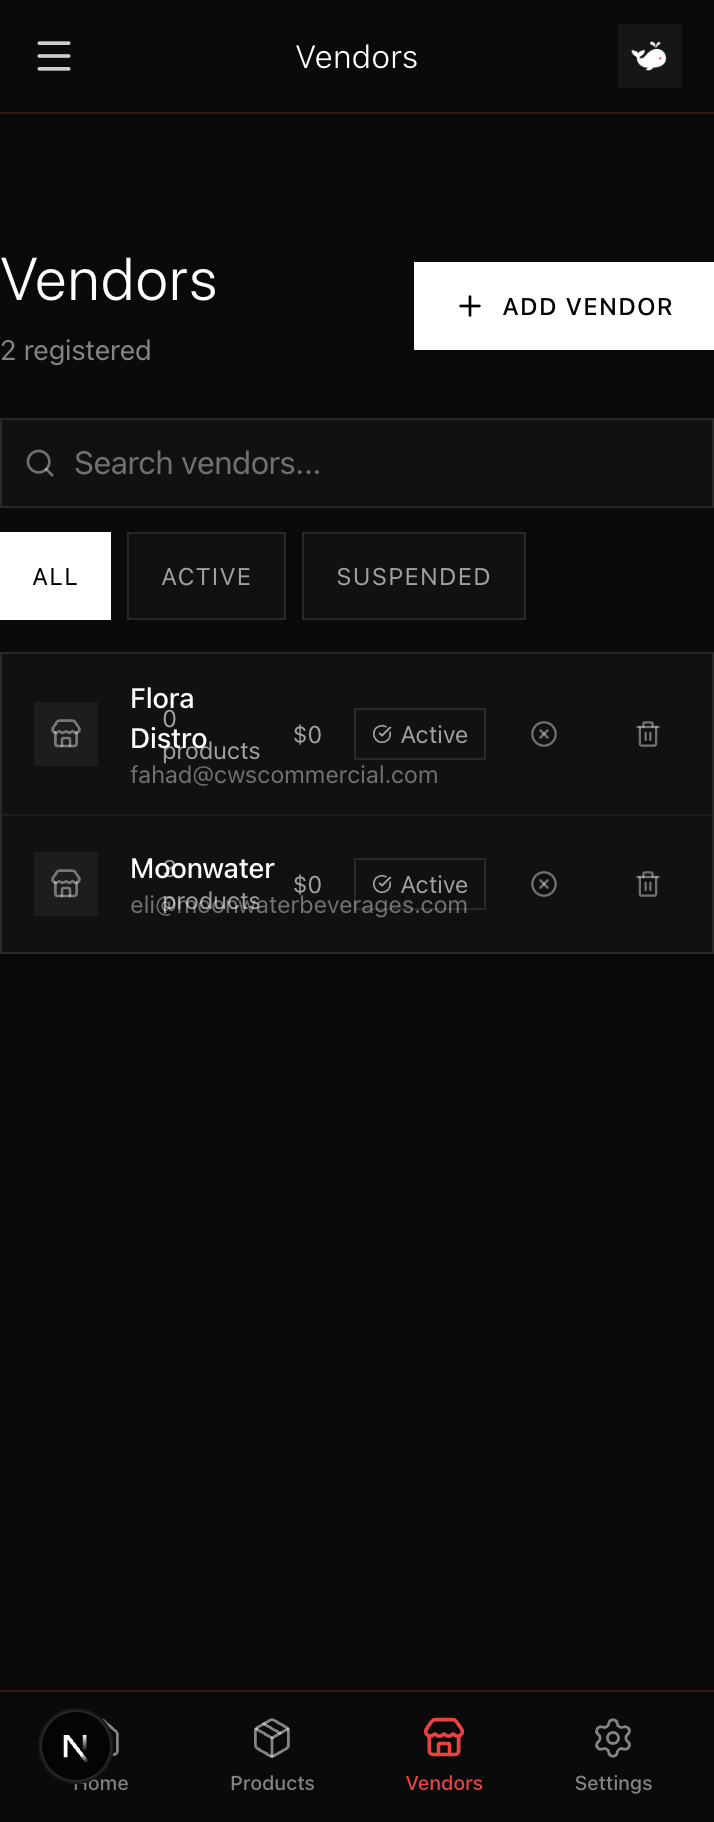 Vendors
Vendors
2 registered
ADD VENDOR
Search vendors...
ALL
ACTIVE
SUSPENDED
Flora
Distro
fahad@cwscommercial.com
0
products
$0
Active
Moonwater
eli@moonwaterbeverages.com
products
$0
Active
N
Home
Products
Vendors
Settings